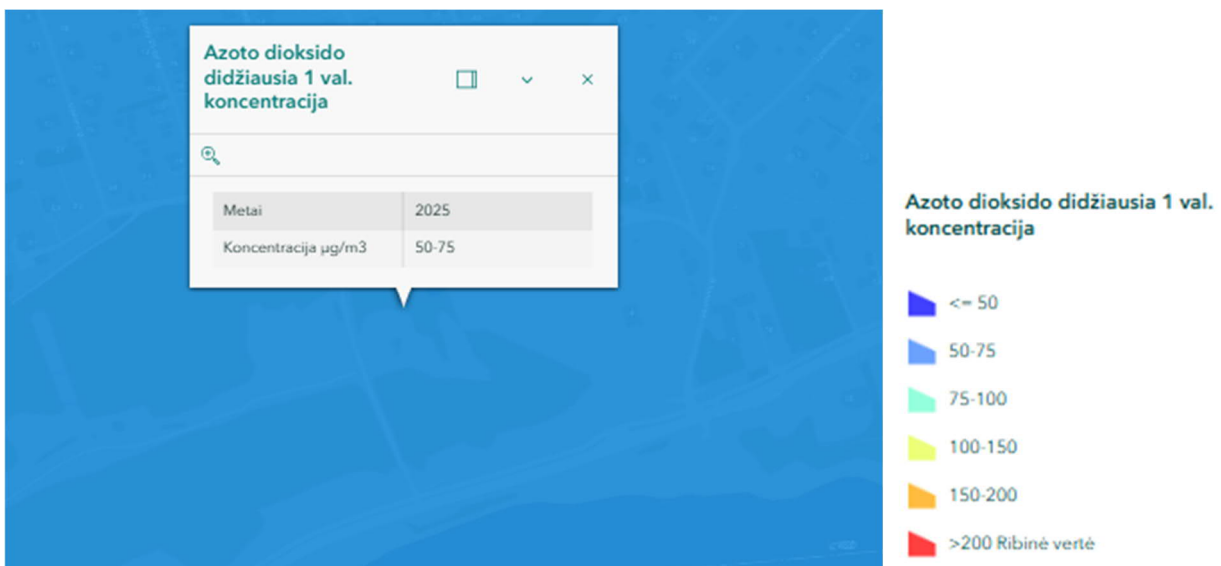 Azoto dioksido
didžiausia 1 val.
koncentracija
Metai 2025
Koncentracija µg/m3 50-75
Azoto dioksido didžiausia 1 val.
koncentracija
<= 50
50-75
75-100
100-150
150-200
>200 Ribinė vertė